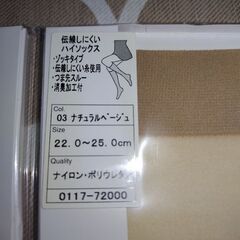 伝線しにくい
ハイソックス
・ゾッキタイプ
・伝線しにくい糸使用
・つま先スルー
・消臭加工付
Col.
03 ナチュラルベージュ
Size
22.0~25.0cm
Quality
ナイロン・ポリウレタン
0117-72000